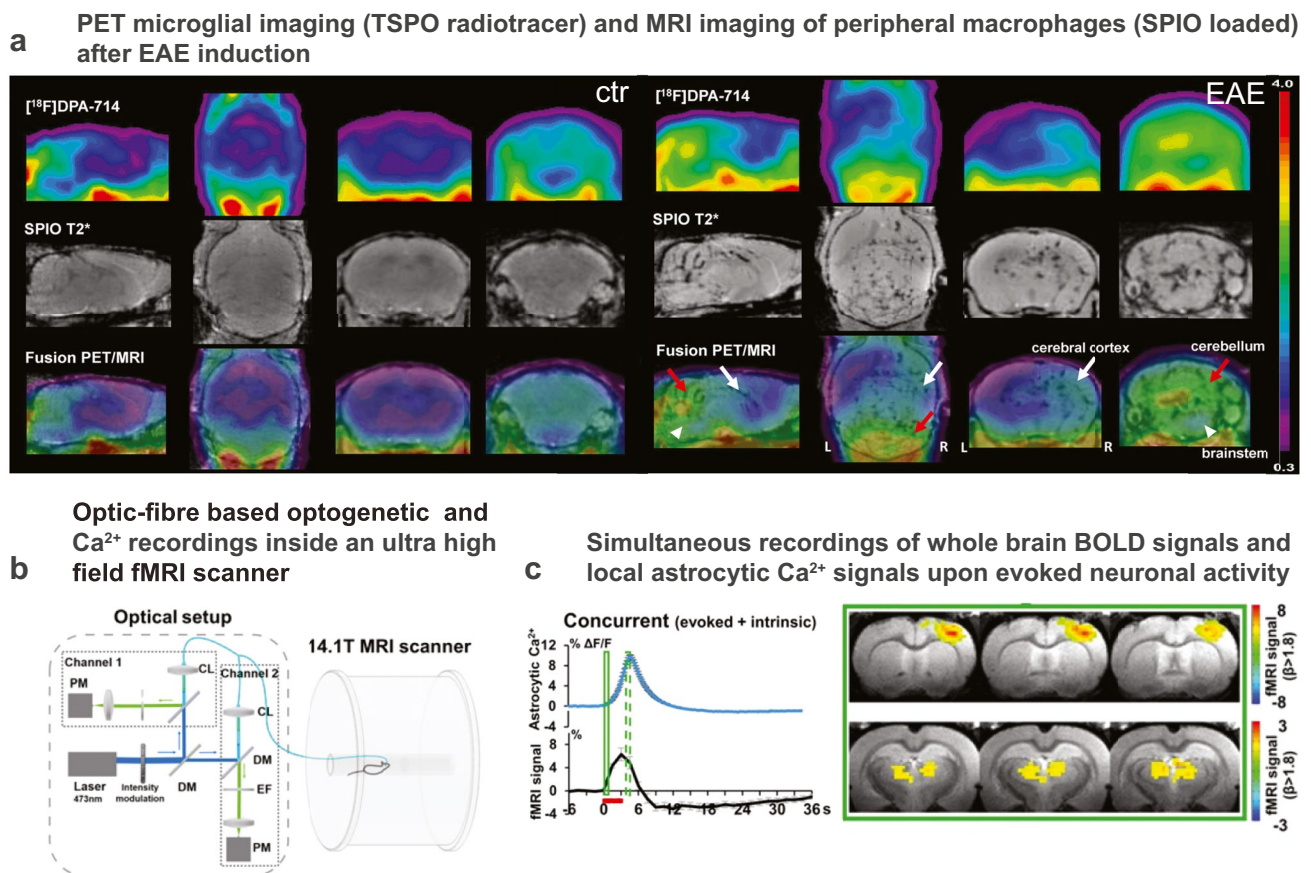 a
PET microglial imaging (TSPO radiotracer) and MRI imaging of peripheral macrophages (SPIO loaded)
after EAE induction
[¹⁸F]DPA-714
ctr
[¹⁸F]DPA-714
EAE
4.0
SPIO T2*
SPIO T2*
Fusion PET/MRI
Fusion PET/MRI
cerebral cortex
cerebellum
L
R
L
R
brainstem
0.3
b
Optic-fibre based optogenetic and
Ca²⁺ recordings inside an ultra high
field fMRI scanner
Optical setup
Channel 1
CL
Channel 2
PM
CL
DM
EF
Laser
473nm
Intensity
modulation
DM
PM
14.1T MRI scanner
c
Simultaneous recordings of whole brain BOLD signals and
local astrocytic Ca²⁺ signals upon evoked neuronal activity
Concurrent (evoked + intrinsic)
Astrocytic Ca²⁺
% ΔF/F
12
8
4
0
-4
fMRI signal
%
8
4
0
-4
-6
0
6
12
18
24
30
36 s
8
fMRI signal
(β>1.8)
-8
3
fMRI signal
(β>1.8)
-3